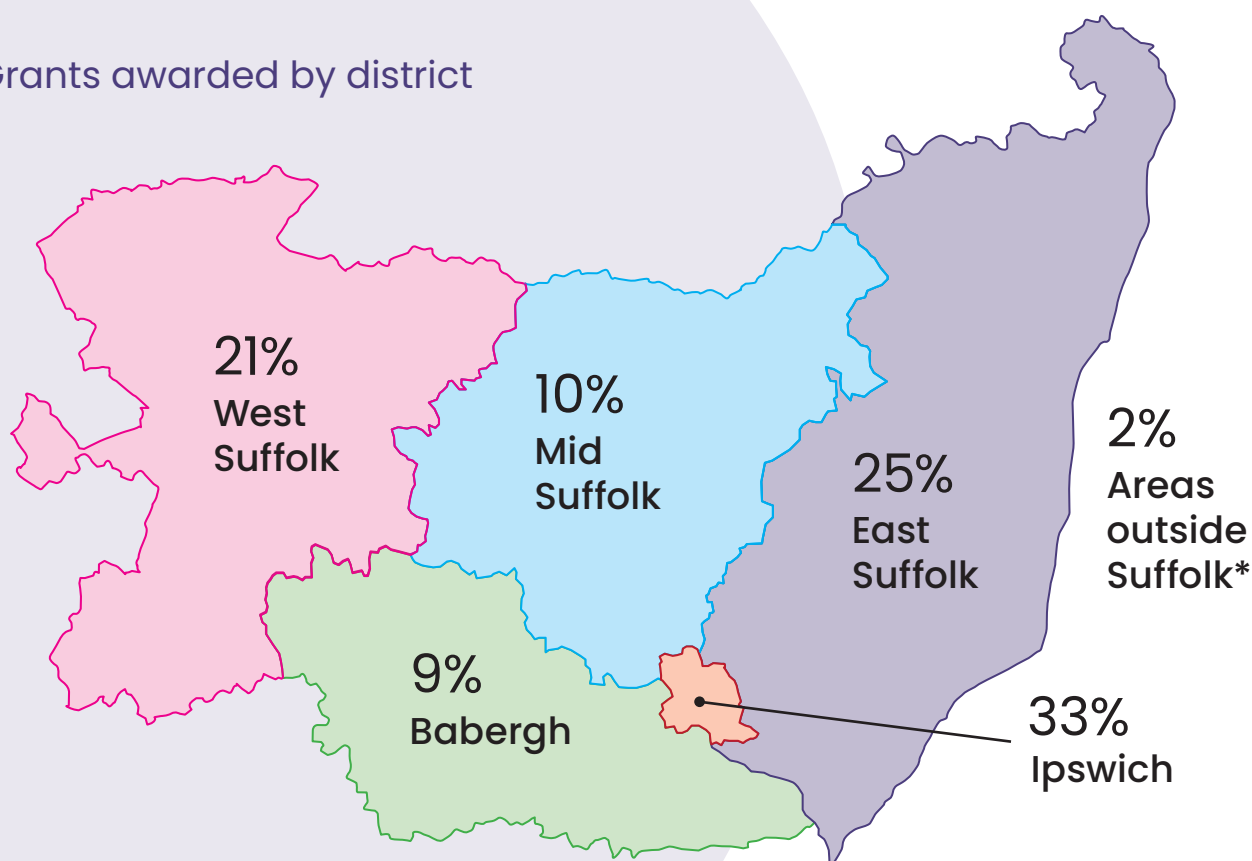 Grants awarded by district
21%
West
Suffolk
10%
Mid
Suffolk
25%
East
Suffolk
2%
Areas
outside
Suffolk*
9%
Babergh
33%
Ipswich